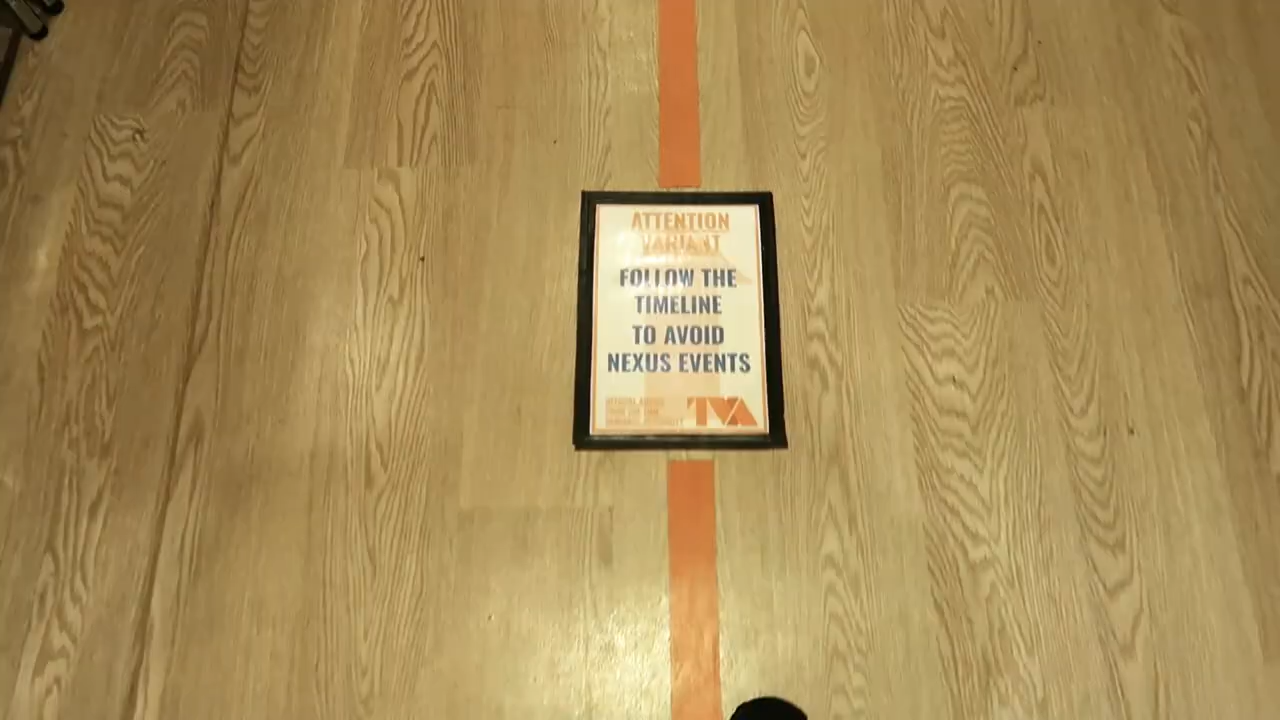 ATTENTION
VARIANT
FOLLOW THE
TIMELINE
TO AVOID
NEXUS EVENTS
TVA